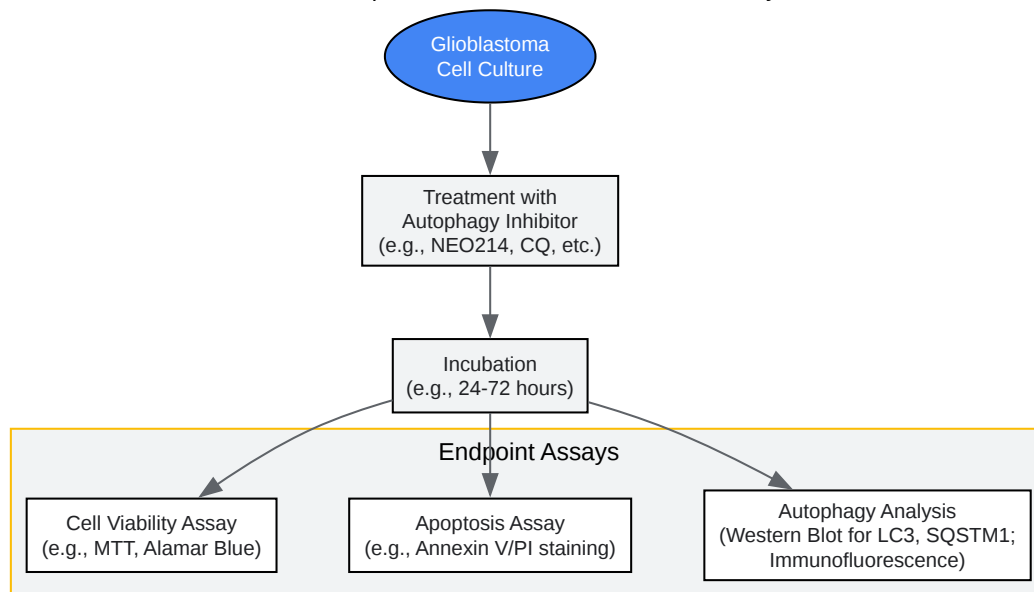 Glioblastoma
Cell Culture
Treatment with
Autophagy Inhibitor
(e.g., NEO214, CQ, etc.)
Incubation
(e.g., 24-72 hours)
Endpoint Assays
Cell Viability Assay
(e.g., MTT, Alamar Blue)
Apoptosis Assay
(e.g., Annexin V/PI staining)
Autophagy Analysis
(Western Blot for LC3, SQSTM1;
Immunofluorescence)